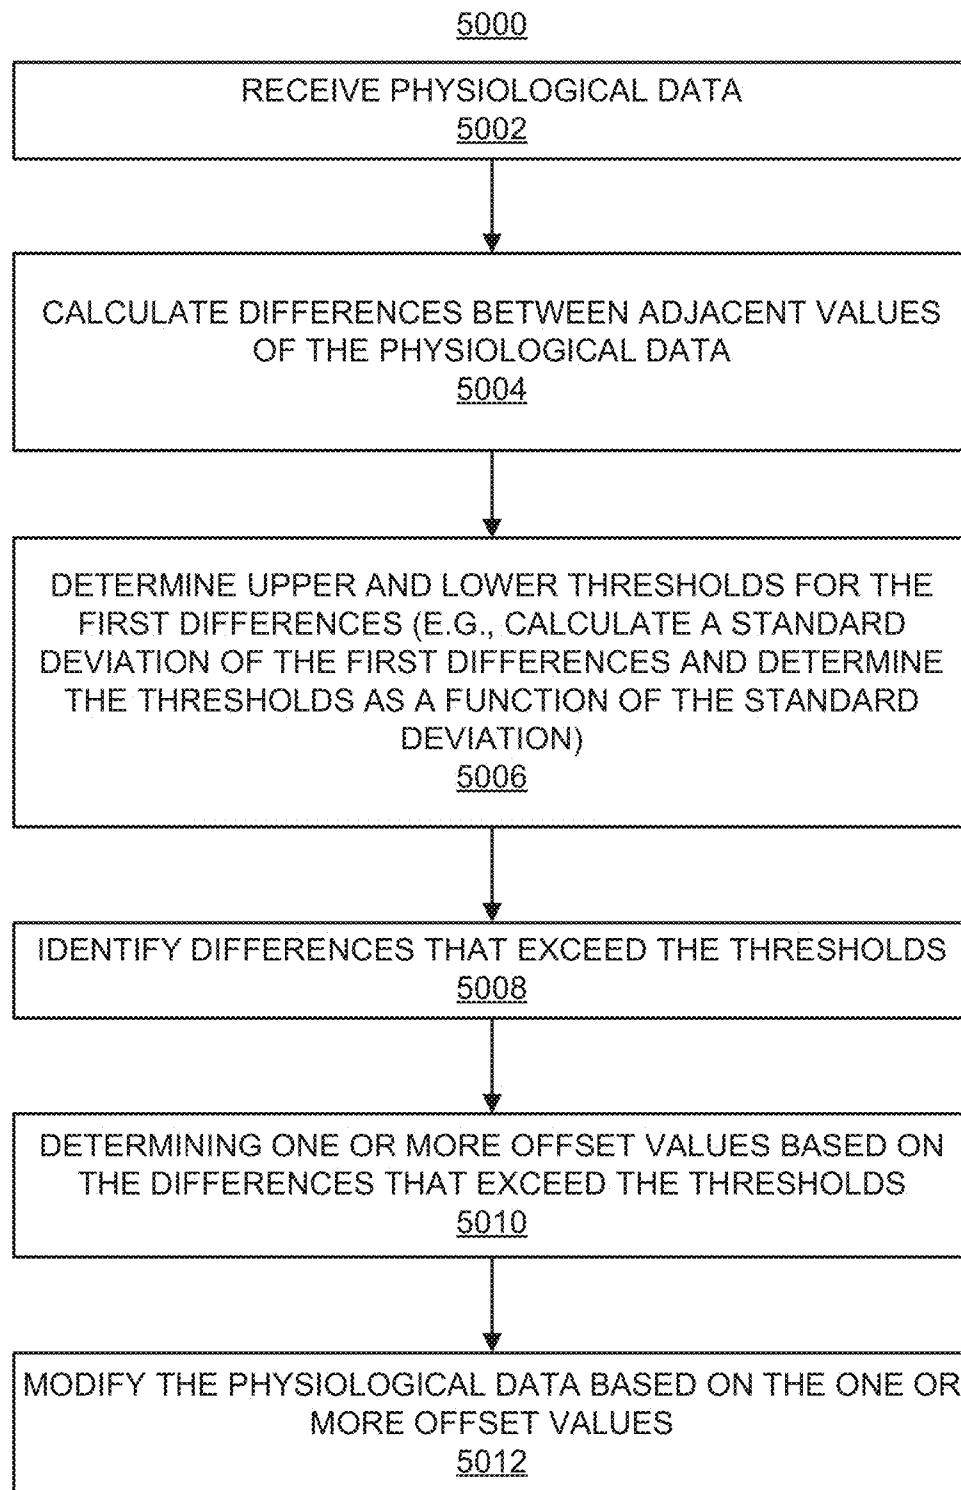 5000
RECEIVE PHYSIOLOGICAL DATA
5002
CALCULATE DIFFERENCES BETWEEN ADJACENT VALUES
OF THE PHYSIOLOGICAL DATA
5004
DETERMINE UPPER AND LOWER THRESHOLDS FOR THE
FIRST DIFFERENCES (E.G., CALCULATE A STANDARD
DEVIATION OF THE FIRST DIFFERENCES AND DETERMINE
THE THRESHOLDS AS A FUNCTION OF THE STANDARD
DEVIATION)
5006
IDENTIFY DIFFERENCES THAT EXCEED THE THRESHOLDS
5008
DETERMINING ONE OR MORE OFFSET VALUES BASED ON
THE DIFFERENCES THAT EXCEED THE THRESHOLDS
5010
MODIFY THE PHYSIOLOGICAL DATA BASED ON THE ONE OR
MORE OFFSET VALUES
5012